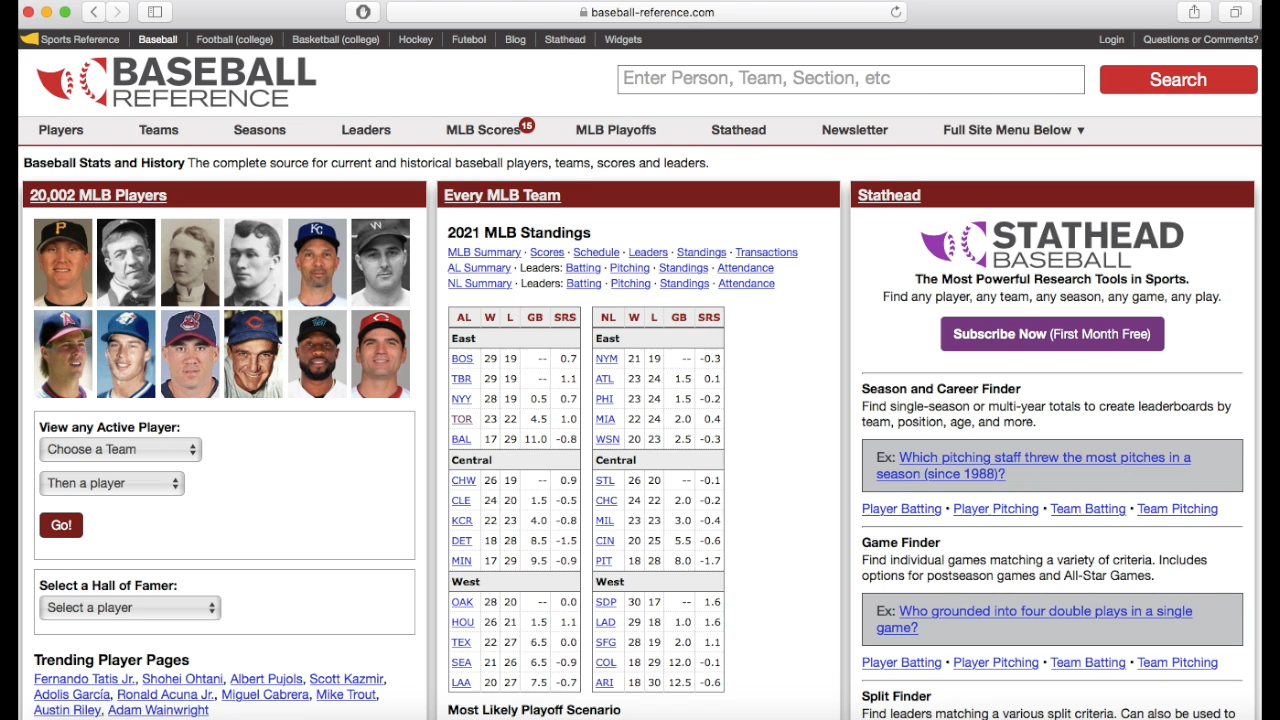 baseball-reference.com
Sports Reference Baseball Football (college) Basketball (college) Hockey Futebol Blog Stathead Widgets Login Questions or Comments?
BASEBALL
REFERENCE
Enter Person, Team, Section, etc
Search
Players Teams Seasons Leaders MLB Scores 15 MLB Playoffs Stathead Newsletter Full Site Menu Below ▼
Baseball Stats and History The complete source for current and historical baseball players, teams, scores and leaders.
20,002 MLB Players
View any Active Player:
Choose a Team
Then a player
Go!
Select a Hall of Famer:
Select a player
Trending Player Pages
Fernando Tatis Jr., Shohei Ohtani, Albert Pujols, Scott Kazmir,
Adolis García, Ronald Acuna Jr., Miguel Cabrera, Mike Trout,
Austin Riley, Adam Wainwright
Every MLB Team
2021 MLB Standings
MLB Summary · Scores · Schedule · Leaders · Standings · Transactions
AL Summary · Leaders: Batting · Pitching · Standings · Attendance
NL Summary · Leaders: Batting · Pitching · Standings · Attendance
AL W L GB SRS
East
BOS 29 19 -- 0.7
TBR 29 19 -- 1.1
NYY 28 19 0.5 0.7
TOR 23 22 4.5 1.0
BAL 17 29 11.0 -0.8
Central
CHW 26 19 -- 0.9
CLE 24 20 1.5 -0.5
KCR 22 23 4.0 -0.8
DET 18 28 8.5 -1.5
MIN 17 29 9.5 -0.9
West
OAK 28 20 -- 0.0
HOU 26 21 1.5 1.1
TEX 22 27 6.5 0.0
SEA 21 26 6.5 -0.9
LAA 20 27 7.5 -0.7
NL W L GB SRS
East
NYM 21 19 -- -0.3
ATL 23 24 1.5 0.1
PHI 23 24 1.5 -0.2
MIA 22 24 2.0 0.4
WSN 20 23 2.5 -0.3
Central
STL 26 20 -- -0.1
CHC 24 22 2.0 -0.2
MIL 23 23 3.0 -0.4
CIN 20 25 5.5 -0.6
PIT 18 28 8.0 -1.7
West
SDP 30 17 -- 1.6
LAD 29 18 1.0 1.6
SFG 28 19 2.0 1.1
COL 18 29 12.0 -0.1
ARI 18 30 12.5 -0.6
Most Likely Playoff Scenario
Stathead
STATHEAD
BASEBALL
The Most Powerful Research Tools in Sports.
Find any player, any team, any season, any game, any play.
Subscribe Now (First Month Free)
Season and Career Finder
Find single-season or multi-year totals to create leaderboards by
team, position, age, and more.
Ex: Which pitching staff threw the most pitches in a
season (since 1988)?
Player Batting • Player Pitching • Team Batting • Team Pitching
Game Finder
Find individual games matching a variety of criteria. Includes
options for postseason games and All-Star Games.
Ex: Who grounded into four double plays in a single
game?
Player Batting • Player Pitching • Team Batting • Team Pitching
Split Finder
Find leaders matching a various split criteria. Can also be used to